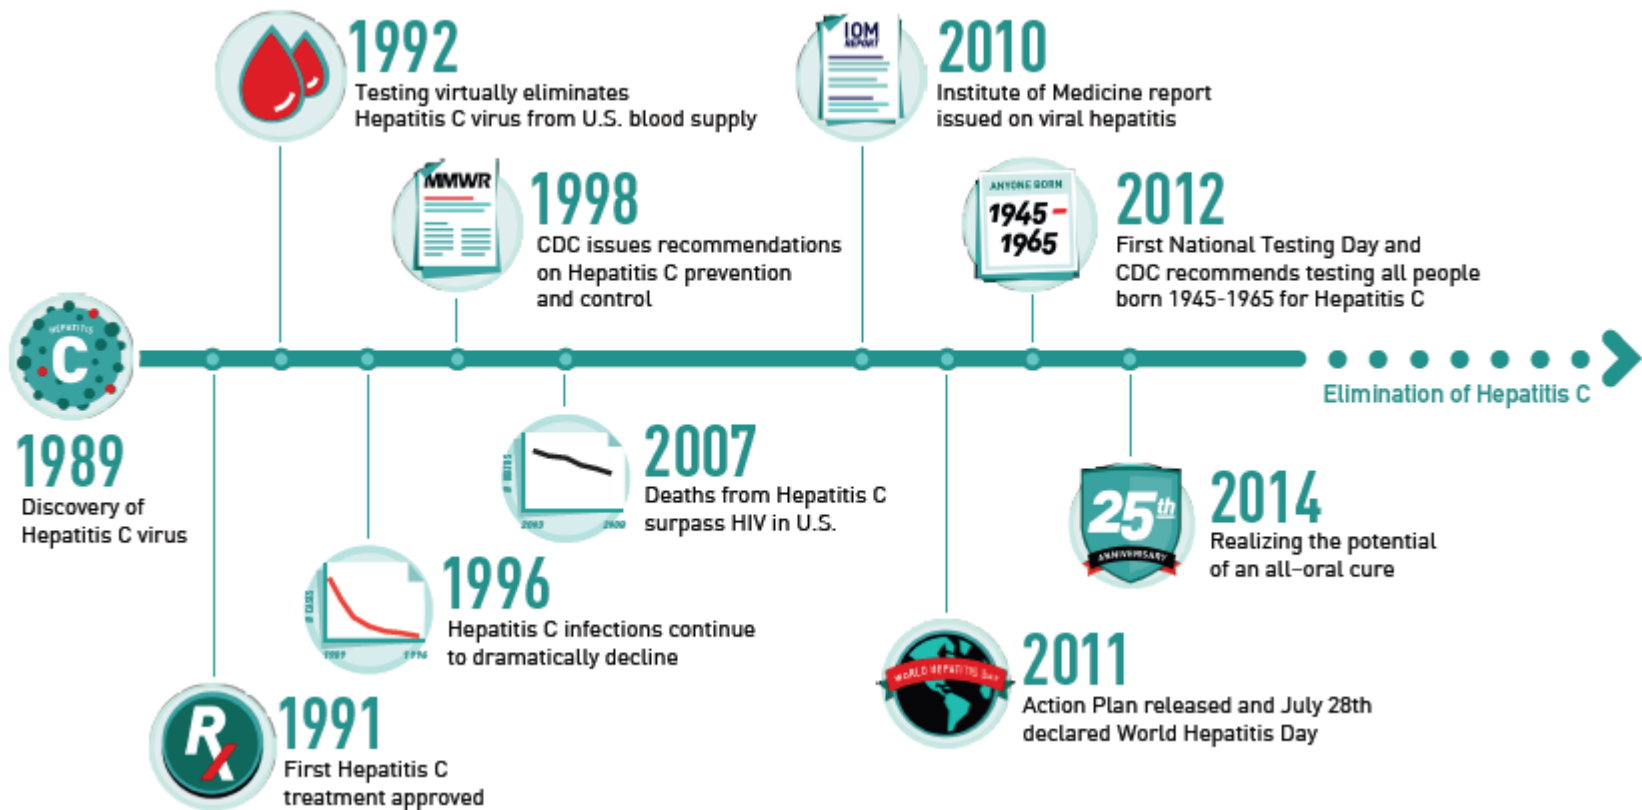 1992
Testing virtually eliminates
Hepatitis C virus from U.S. blood supply
IOM
REPORT
2010
Institute of Medicine report
issued on viral hepatitis
MMWR
1998
CDC issues recommendations
on Hepatitis C prevention
and control
ANYONE BORN
1945-
1965
2012
First National Testing Day and
CDC recommends testing all people
born 1945-1965 for Hepatitis C
HEPATITIS
C
1989
Discovery of
Hepatitis C virus
Elimination of Hepatitis C
2007
Deaths from Hepatitis C
surpass HIV in U.S.
25th
ANNIVERSARY
2014
Realizing the potential
of an all-oral cure
# CASES
1989 1996
1996
Hepatitis C infections continue
to dramatically decline
WORLD HEPATITIS DAY
2011
Action Plan released and July 28th
declared World Hepatitis Day
Rx
1991
First Hepatitis C
treatment approved